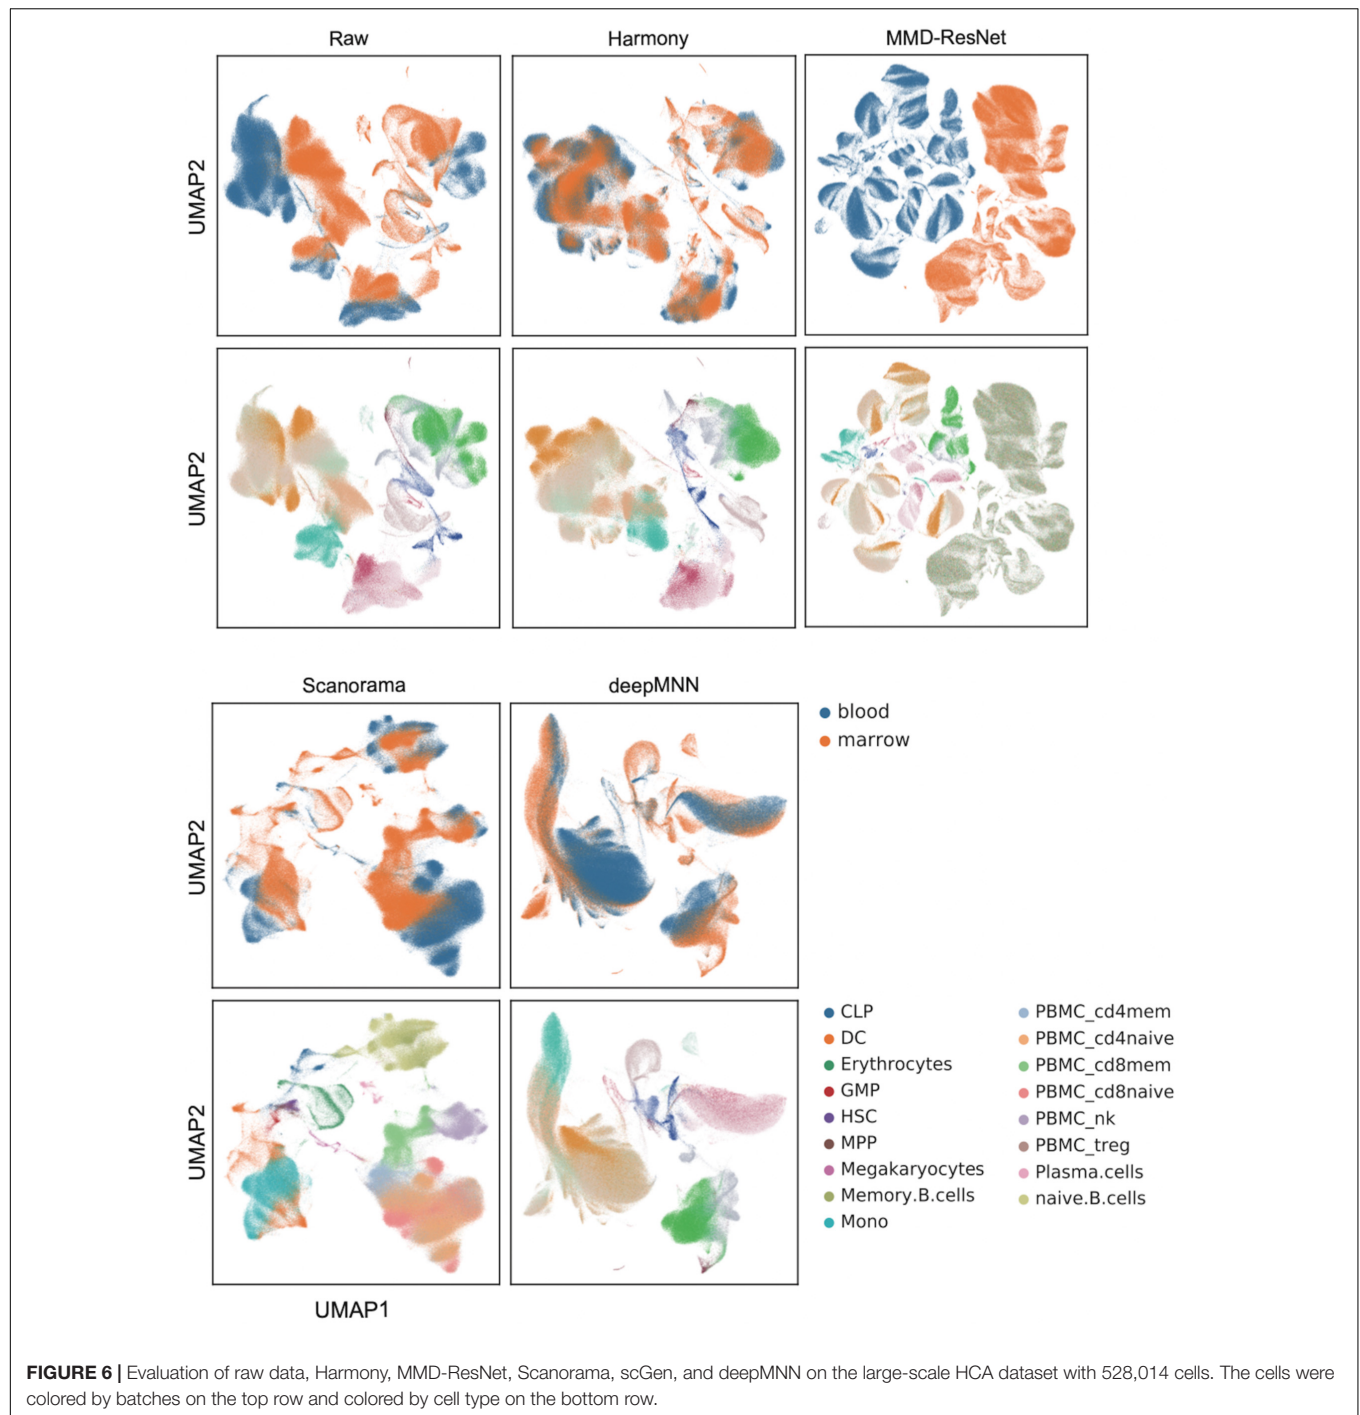 Raw
Harmony
MMD-ResNet
UMAP2
UMAP2
Scanorama
deepMNN
UMAP2
blood
marrow
UMAP2
CLP
DC
Erythrocytes
GMP
HSC
MPP
Megakaryocytes
Memory.B.cells
Mono
PBMC_cd4mem
PBMC_cd4naive
PBMC_cd8mem
PBMC_cd8naive
PBMC_nk
PBMC_treg
Plasma.cells
naive.B.cells
UMAP1
FIGURE 6 | Evaluation of raw data, Harmony, MMD-ResNet, Scanorama, scGen, and deepMNN on the large-scale HCA dataset with 528,014 cells. The cells were
colored by batches on the top row and colored by cell type on the bottom row.